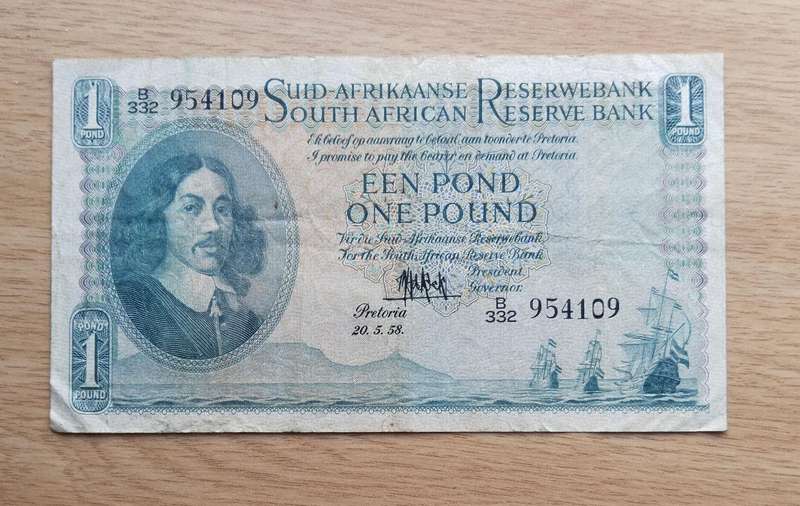 1 POND
B/332 954109
SUID-AFRIKAANSE RESERWEBANK
SOUTH AFRICAN RESERVE BANK
1 POUND
Ek beloof op aanvraag te betaal aan toonder te Pretoria.
I promise to pay the bearer on demand at Pretoria.
EEN POND
ONE POUND
Vir die Suid-Afrikaanse Reserwebank
For the South African Reserve Bank
President.
Governor.
Pretoria
20. 5. 58.
B/332 954109
POND
1
POUND